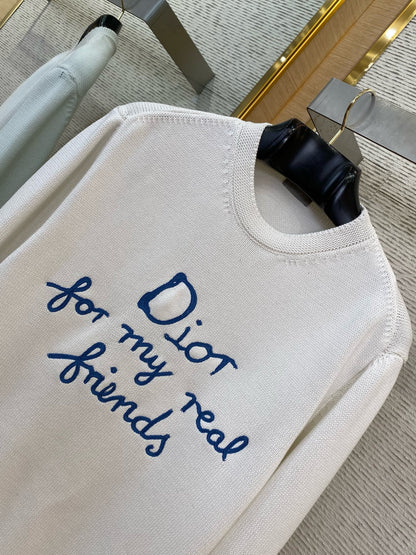 Dior
for my real
friends